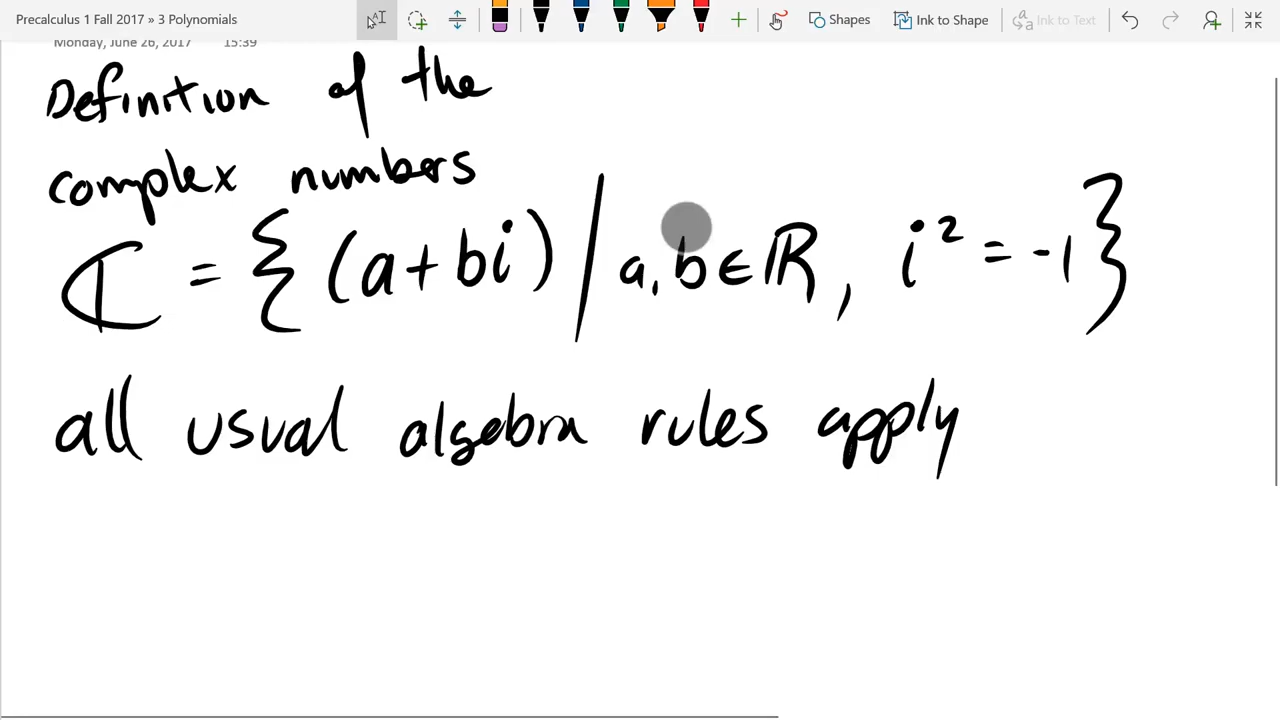 Precalculus 1 Fall 2017 » 3 Polynomials
Shapes
Ink to Shape
Ink to Text
Monday, June 26, 2017 15:39
Definition of the
complex numbers
ℂ = {(a+bi) / a, b ∈ ℝ, i² = -1}
all usual algebra rules apply